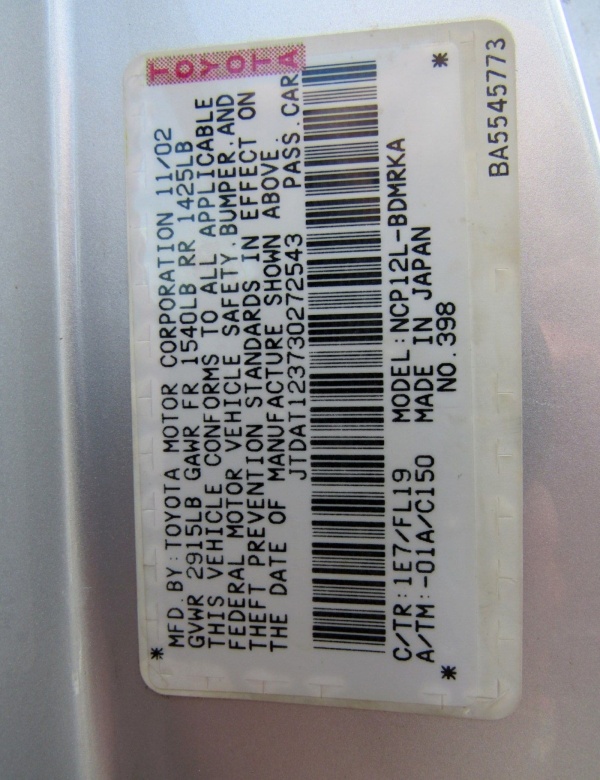 TOYOTA
MFD.BY:TOYOTA MOTOR CORPORATION 11/02
GVWR 2915LB GAWR FR 1540LB RR 1425LB
THIS VEHICLE CONFORMS TO ALL APPLICABLE
FEDERAL MOTOR VEHICLE SAFETY.BUMPER.AND
THEFT PREVENTION STANDARDS IN EFFECT ON
THE DATE OF MANUFACTURE SHOWN ABOVE.
JTDAT123730272543 PASS.CAR
C/TR:1E7/FL19 MODEL:NCP12L-BDMRKA
A/TM:-01A/C150 MADE IN JAPAN
* NO.398 *
BA5545773